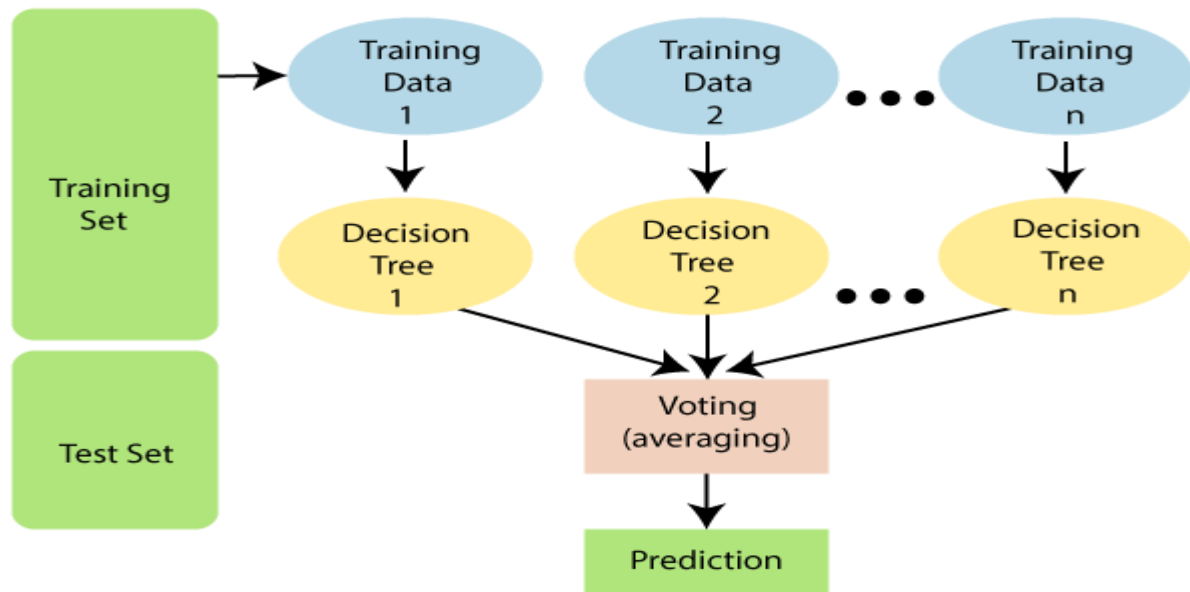 Training
Set
Training
Data
1
Training
Data
2
Training
Data
n
Decision
Tree
1
Decision
Tree
2
Decision
Tree
n
Test Set
Voting
(averaging)
Prediction